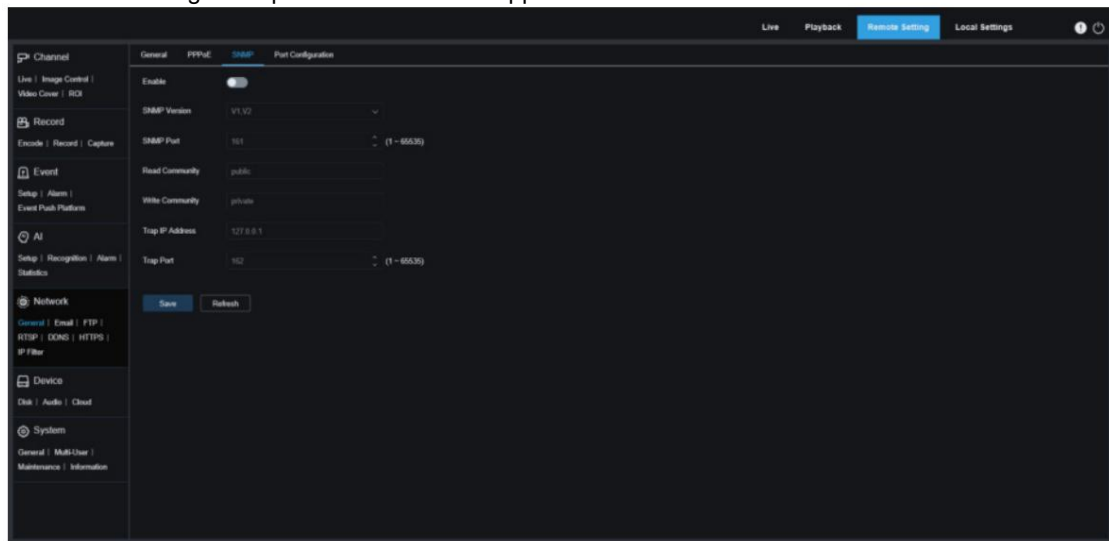 Live Playback Remote Setting Local Settings
Channel
Live | Image Control |
Video Cover | ROI
Record
Encode | Record | Capture
Event
Setup | Alarm |
Event Push Platform
AI
Setup | Recognition | Alarm |
Statistics
Network
General | Email | FTP |
RTSP | DDNS | HTTPS |
IP Filter
Device
Disk | Audio | Cloud
System
General | Multi-User |
Maintenance | Information
General PPPoE SNMP Port Configuration
Enable
SNMP Version V1,V2
SNMP Port 161 (1 ~ 65535)
Read Community public
Write Community private
Trap IP Address 127.0.0.1
Trap Port 162 (1 ~ 65535)
Save Refresh